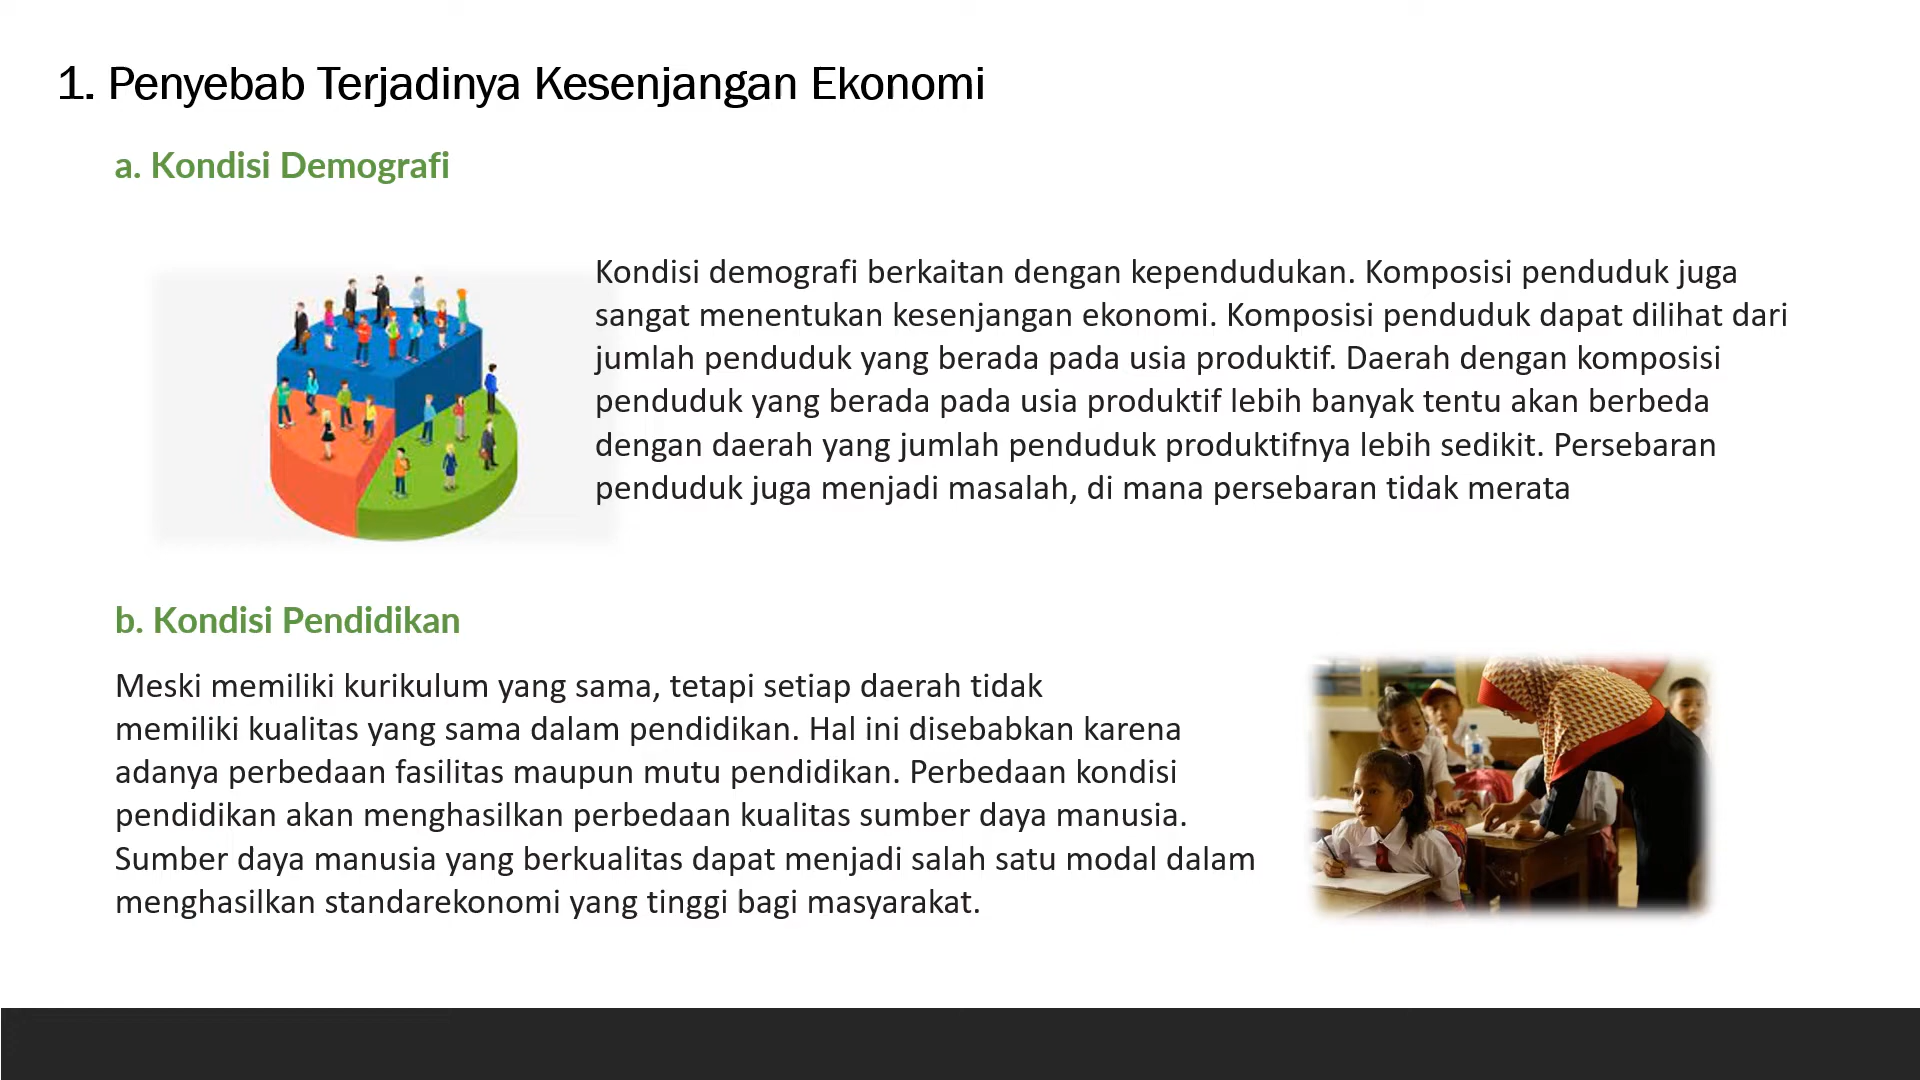 1. Penyebab Terjadinya Kesenjangan Ekonomi
a. Kondisi Demografi
Kondisi demografi berkaitan dengan kependudukan. Komposisi penduduk juga
sangat menentukan kesenjangan ekonomi. Komposisi penduduk dapat dilihat dari
jumlah penduduk yang berada pada usia produktif. Daerah dengan komposisi
penduduk yang berada pada usia produktif lebih banyak tentu akan berbeda
dengan daerah yang jumlah penduduk produktifnya lebih sedikit. Persebaran
penduduk juga menjadi masalah, di mana persebaran tidak merata
b. Kondisi Pendidikan
Meski memiliki kurikulum yang sama, tetapi setiap daerah tidak
memiliki kualitas yang sama dalam pendidikan. Hal ini disebabkan karena
adanya perbedaan fasilitas maupun mutu pendidikan. Perbedaan kondisi
pendidikan akan menghasilkan perbedaan kualitas sumber daya manusia.
Sumber daya manusia yang berkualitas dapat menjadi salah satu modal dalam
menghasilkan standarekonomi yang tinggi bagi masyarakat.